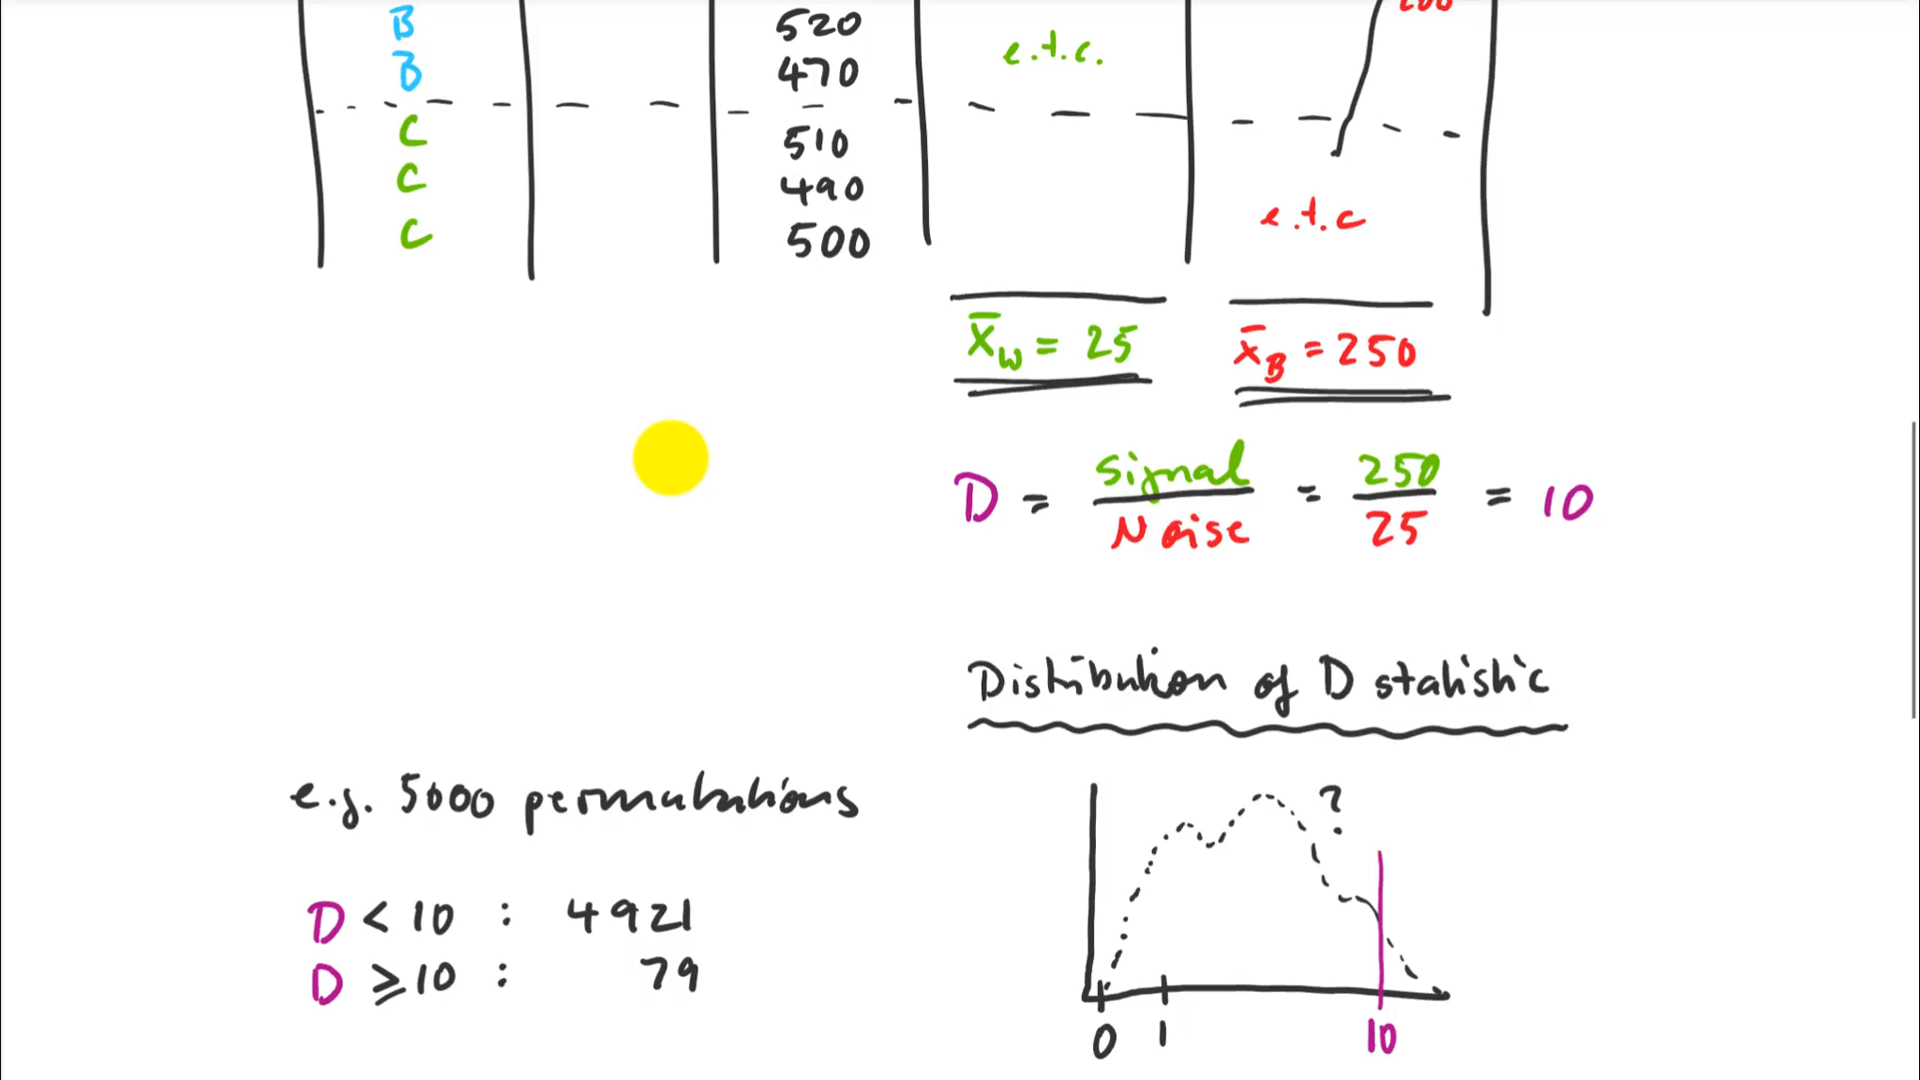 B 520 200
B 470 e.t.c.
C 510
C 490 e.t.c
C 500
x̄W = 25 x̄B = 250
D = Signal / Noise = 250 / 25 = 10
Distribution of D statistic
e.g. 5000 permutations
?
D < 10 : 4921
D ≥ 10 : 79
0 1 10